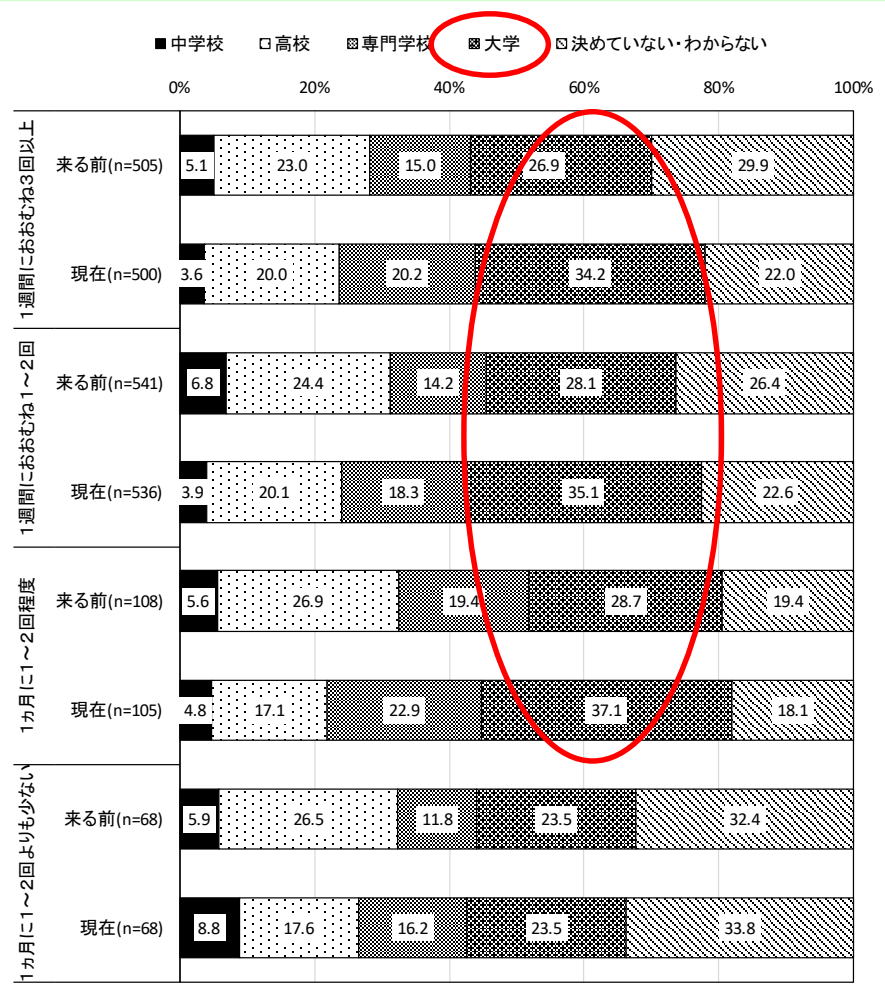 ■中学校 □高校 ▩専門学校 ▩大学 ▧決めていない・わからない
0% 20% 40% 60% 80% 100%
1週間におおむね3回以上
来る前(n=505) 5.1 23.0 15.0 26.9 29.9
現在(n=500) 3.6 20.0 20.2 34.2 22.0
1週間におおむね1～2回
来る前(n=541) 6.8 24.4 14.2 28.1 26.4
現在(n=536) 3.9 20.1 18.3 35.1 22.6
1ヵ月に1～2回程度
来る前(n=108) 5.6 26.9 19.4 28.7 19.4
現在(n=105) 4.8 17.1 22.9 37.1 18.1
1ヵ月に1～2回よりも少ない
来る前(n=68) 5.9 26.5 11.8 23.5 32.4
現在(n=68) 8.8 17.6 16.2 23.5 33.8